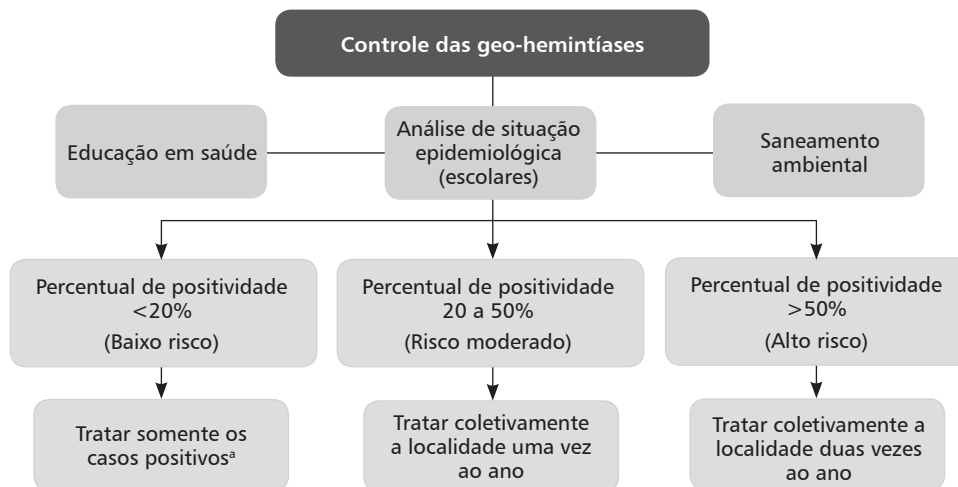 Controle das geo-hemintíases
Educação em saúde
Análise de situação
epidemiológica
(escolares)
Saneamento
ambiental
Percentual de positividade
<20%
(Baixo risco)
Percentual de positividade
20 a 50%
(Risco moderado)
Percentual de positividade
>50%
(Alto risco)
Tratar somente os
casos positivosᵃ
Tratar coletivamente
a localidade uma vez
ao ano
Tratar coletivamente a
localidade duas vezes
ao ano